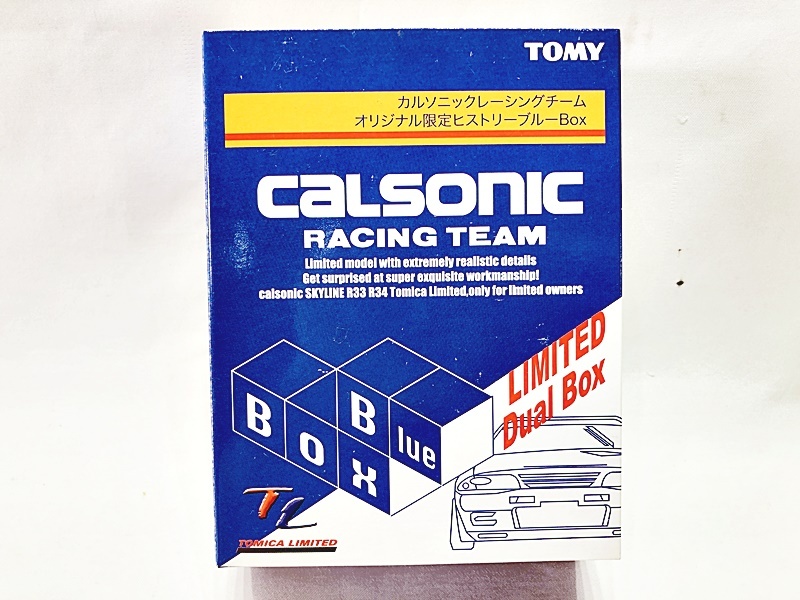 TOMY
カルソニックレーシングチーム
オリジナル限定ヒストリーブルーBox
calsonic
RACING TEAM
Limited model with extremely realistic details
Get surprised at super exquisite workmanship!
calsonic SKYLINE R33 R34 Tomica Limited,only for limited owners
LIMITED
Dual Box
Blue
Box
TL
TOMICA LIMITED